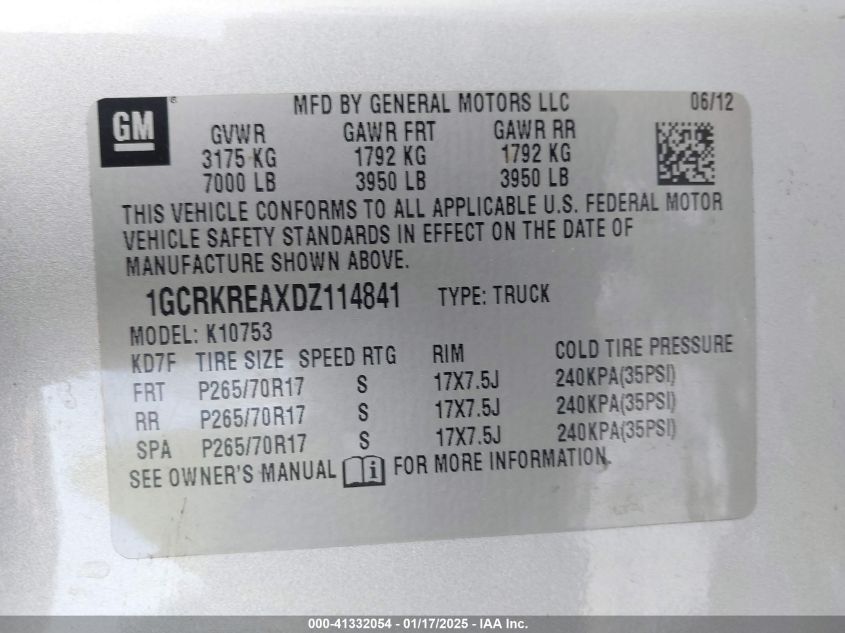 GM® MFD BY GENERAL MOTORS LLC 06/12
GVWR GAWR FRT GAWR RR
3175 KG 1792 KG 1792 KG
7000 LB 3950 LB 3950 LB
THIS VEHICLE CONFORMS TO ALL APPLICABLE U.S. FEDERAL MOTOR
VEHICLE SAFETY STANDARDS IN EFFECT ON THE DATE OF
MANUFACTURE SHOWN ABOVE.
1GCRKREAXDZ114841 TYPE: TRUCK
MODEL: K10753
KD7F TIRE SIZE SPEED RTG RIM COLD TIRE PRESSURE
FRT P265/70R17 S 17X7.5J 240KPA(35PSI)
RR P265/70R17 S 17X7.5J 240KPA(35PSI)
SPA P265/70R17 S 17X7.5J 240KPA(35PSI)
SEE OWNER'S MANUAL i FOR MORE INFORMATION.
000-41332054 - 01/17/2025 - IAA Inc.